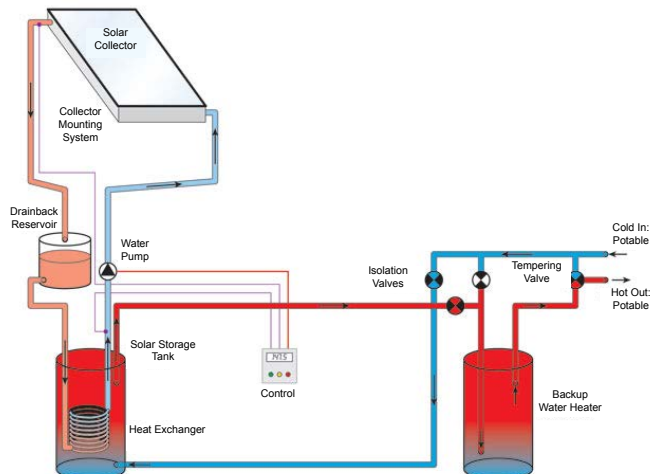 Solar
Collector
Collector
Mounting
System
Drainback
Reservoir
Water
Pump
Cold In:
Potable
Isolation
Valves
Tempering
Valve
Hot Out:
Potable
Solar Storage
Tank
Control
Backup
Water Heater
Heat Exchanger